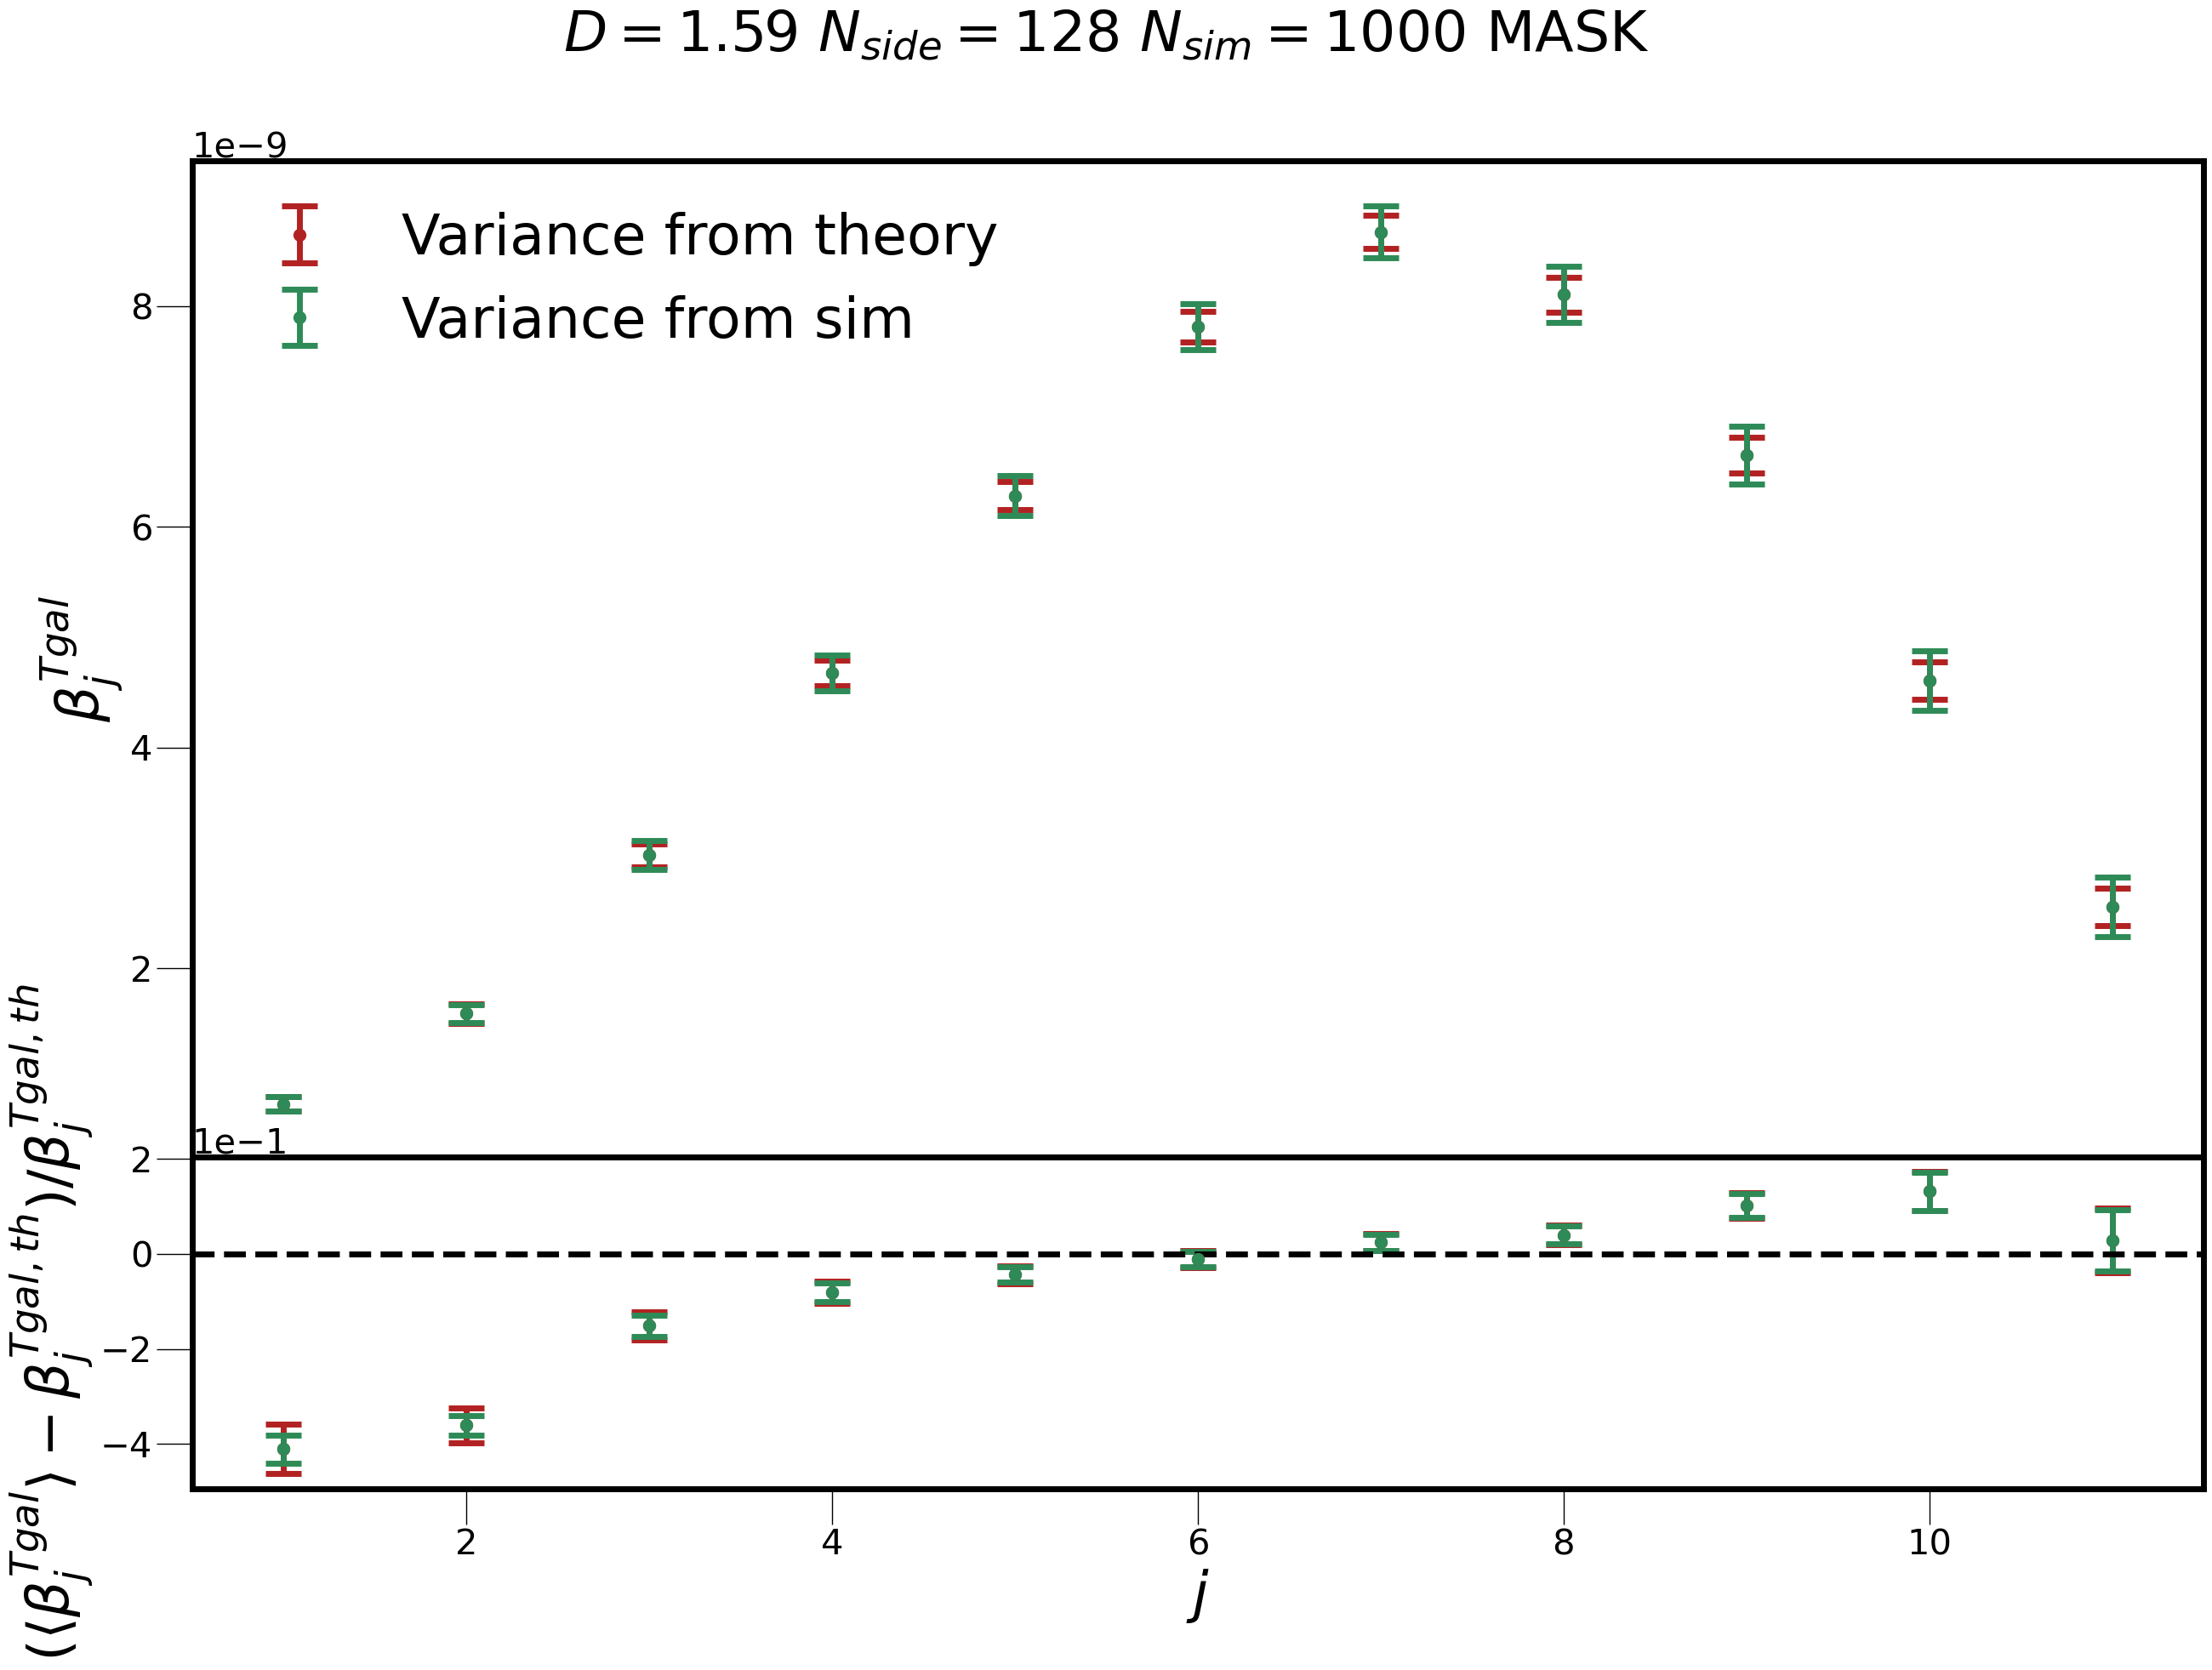 D = 1.59 N_side = 128 N_sim = 1000 MASK
1e−9
Variance from theory
Variance from sim
8
6
4
2
β_j^{Tgal}
1e−1
2
0
−2
−4
(⟨β_j^{Tgal}⟩ − β_j^{Tgal, th})/β_j^{Tgal, th}
2 4 6 8 10
j